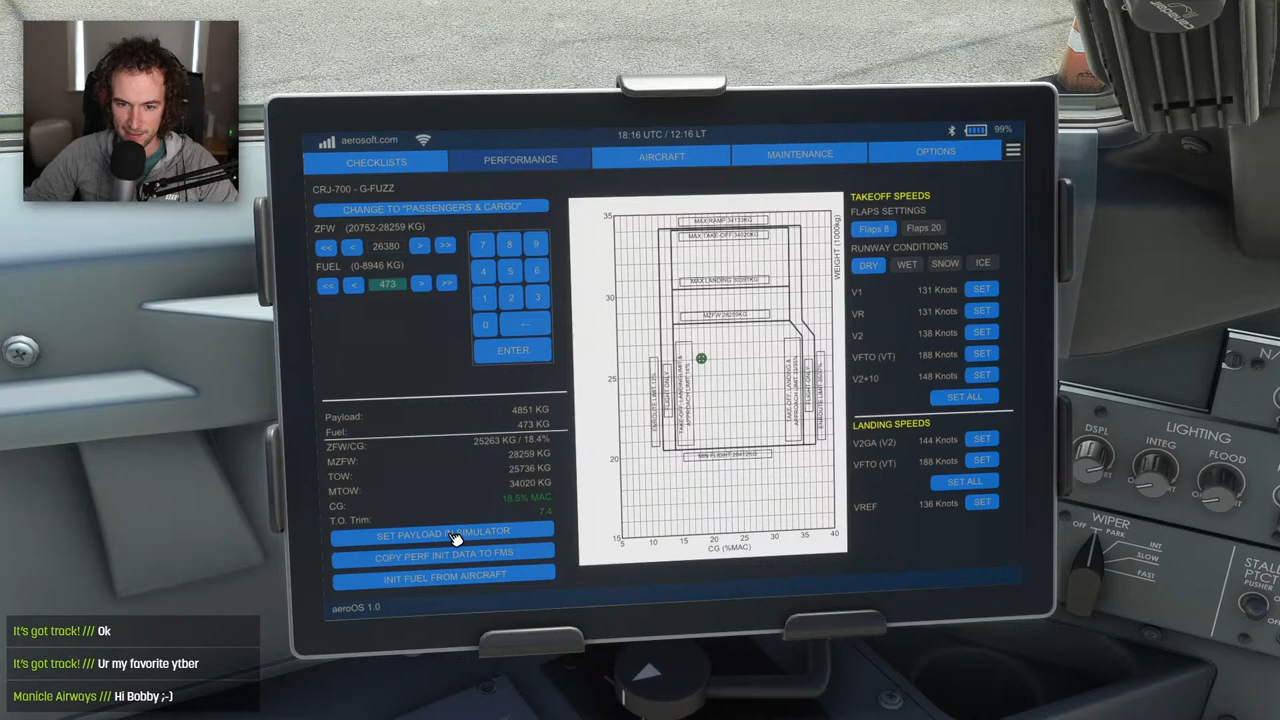 aerosoft.com
18:16 UTC / 12:16 LT
99%
CHECKLISTS
PERFORMANCE
AIRCRAFT
MAINTENANCE
OPTIONS
CRJ-700 - G-FUZZ
CHANGE TO "PASSENGERS & CARGO"
ZFW (20752-28259 KG)
<< < 26380 > >>
FUEL (0-8946 KG)
<< < 473 > >>
7 8 9
4 5 6
1 2 3
0 ←
ENTER
Payload: 4851 KG
Fuel: 473 KG
ZFW/CG: 25263 KG / 18.4%
MZFW: 28259 KG
TOW: 25736 KG
MTOW: 34020 KG
CG: 18.5% MAC
T.O. Trim: 7.4
SET PAYLOAD IN SIMULATOR
COPY PERF INIT DATA TO FMS
INIT FUEL FROM AIRCRAFT
aeroOS 1.0
35
30
25
20
15
MAX LANDING
MZFW 28259KG
WEIGHT (1000kg)
5 10 15 20 25 30 35 40
CG (%MAC)
TAKEOFF SPEEDS
FLAPS SETTINGS
Flaps 8 Flaps 20
RUNWAY CONDITIONS
DRY WET SNOW ICE
V1 131 Knots SET
VR 131 Knots SET
V2 138 Knots SET
VFTO (VT) 188 Knots SET
V2+10 148 Knots SET
SET ALL
LANDING SPEEDS
V2GA (V2) 144 Knots SET
VFTO (VT) 188 Knots SET
SET ALL
VREF 136 Knots SET
LIGHTING
DSPL
INTEG
FLOOD
OFF
PARK
INT
SLOW
FAST
STALL
PTCT
It's got track! /// Ok
It's got track! /// Ur my favorite ytber
Manicle Airways /// Hi Bobby ;-)